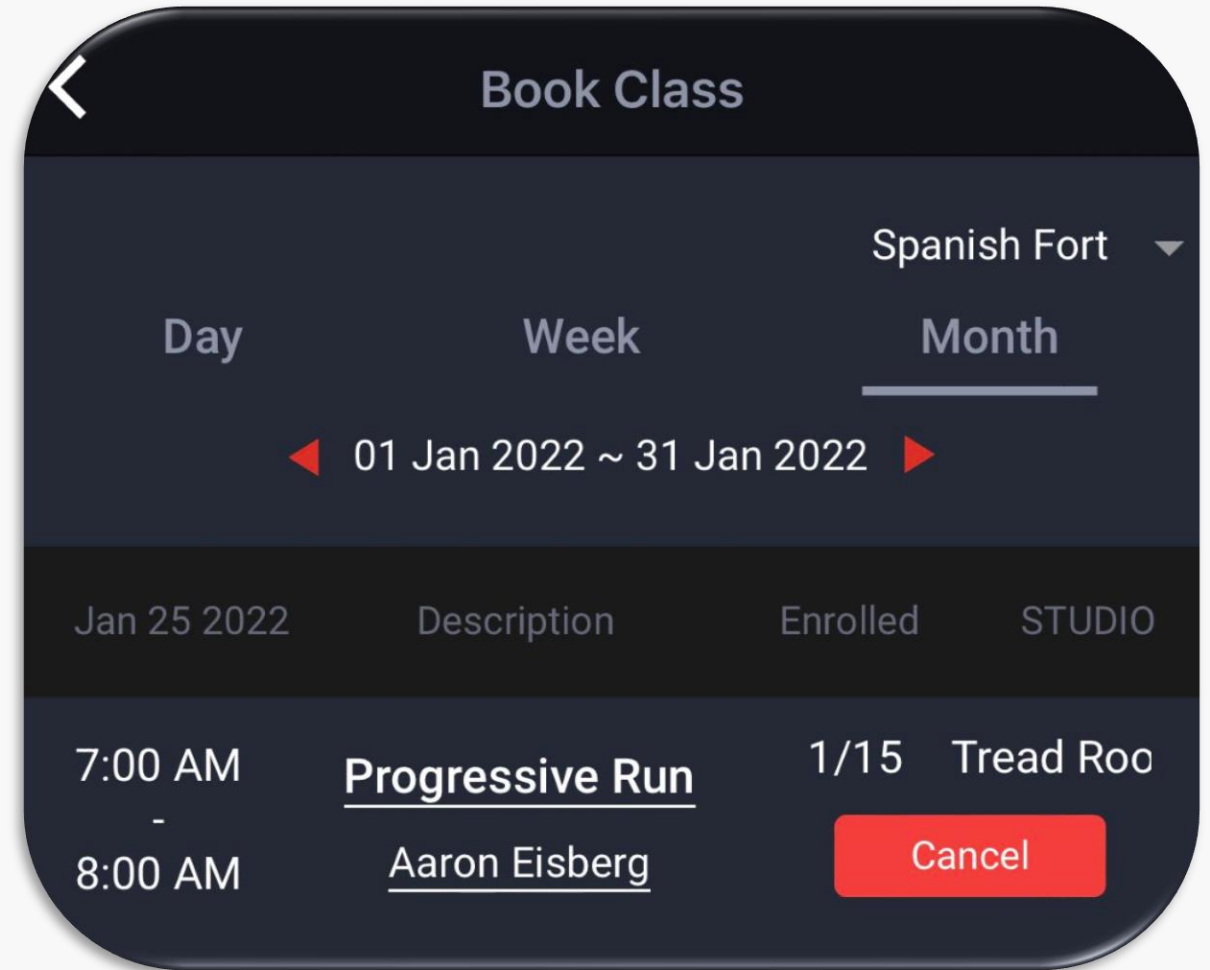 Book Class
Spanish Fort
Day Week Month
01 Jan 2022 ~ 31 Jan 2022
Jan 25 2022 Description Enrolled STUDIO
7:00 AM
-
8:00 AM
Progressive Run
Aaron Eisberg
1/15 Tread Roo
Cancel